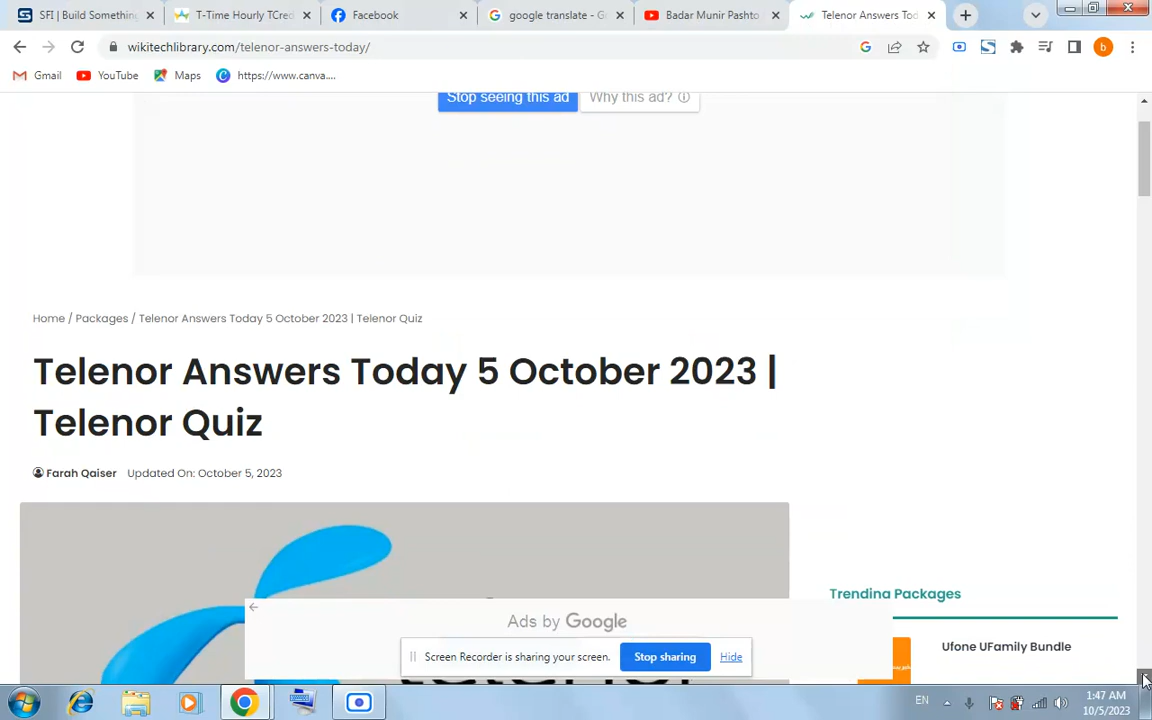 SFI | Build Something
T-Time Hourly TCred
Facebook
google translate - G
Badar Munir Pashto
Telenor Answers Tod
wikitechlibrary.com/telenor-answers-today/
b
Gmail
YouTube
Maps
https://www.canva....
Stop seeing this ad
Why this ad?
Home / Packages / Telenor Answers Today 5 October 2023 | Telenor Quiz
Telenor Answers Today 5 October 2023 |
Telenor Quiz
Farah Qaiser Updated On: October 5, 2023
Trending Packages
Ufone UFamily Bundle
Ads by Google
Screen Recorder is sharing your screen.
Stop sharing
Hide
EN
1:47 AM
10/5/2023